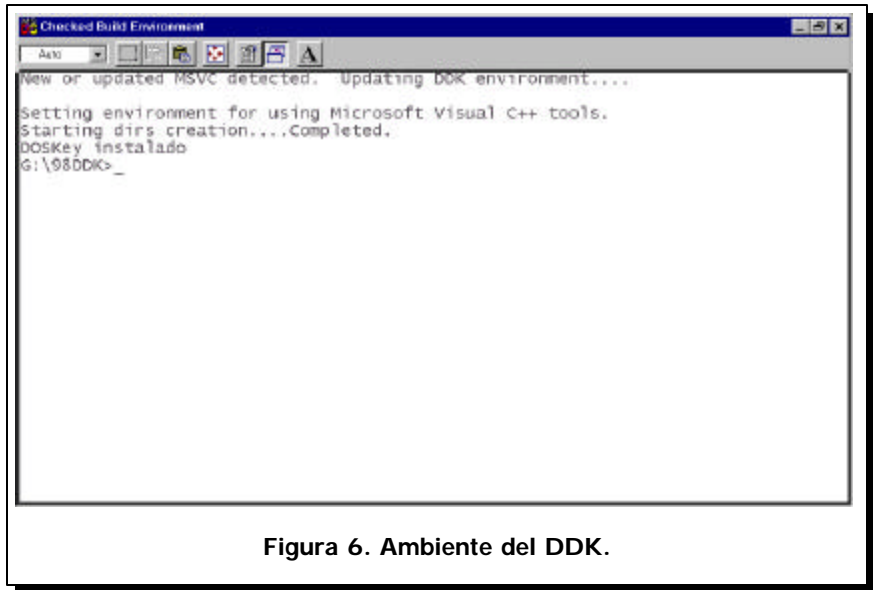 Checked Build Environment
Auto
A
New or updated MSVC detected.  Updating DDK environment....
Setting environment for using Microsoft Visual C++ tools.
Starting dirs creation....Completed.
DOSKey instalado
G:\98DDK>_
Figura 6. Ambiente del DDK.